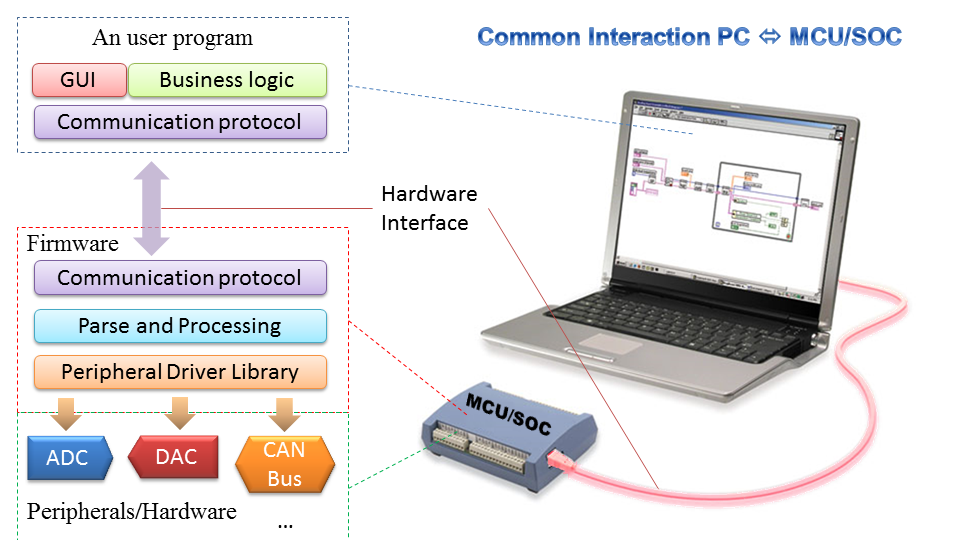 An user program
Common Interaction PC ⬄ MCU/SOC
GUI
Business logic
Communication protocol
Hardware
Interface
Firmware
Communication protocol
Parse and Processing
Peripheral Driver Library
MCU/SOC
ADC
DAC
CAN
Bus
Peripherals/Hardware
...